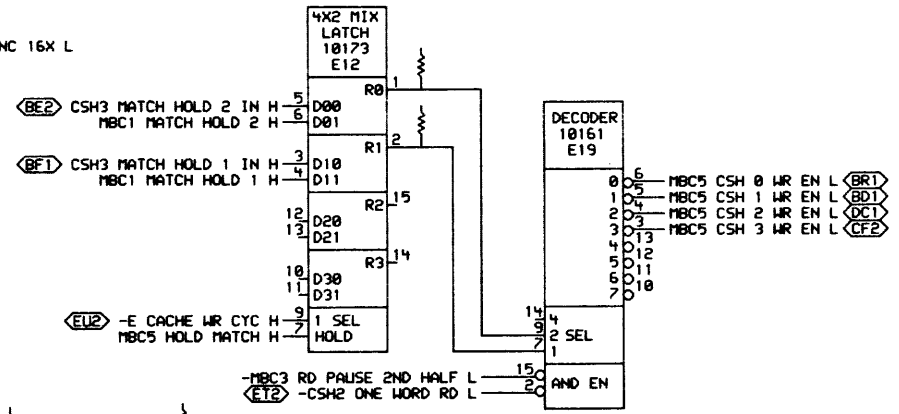 NC 16X L
4X2 MIX
LATCH
10173
E12
R0 1
BE2 CSH3 MATCH HOLD 2 IN H 5 D00
MBC1 MATCH HOLD 2 H 6 D01
R1 2
BF1 CSH3 MATCH HOLD 1 IN H 3 D10
MBC1 MATCH HOLD 1 H 4 D11
R2 15
12 D20
13 D21
R3 14
10 D30
11 D31
EU2 -E CACHE WR CYC H 9 1 SEL
MBC5 HOLD MATCH H 7 HOLD
DECODER
10161
E19
0 6 MBC5 CSH 0 WR EN L BR1
1 5 MBC5 CSH 1 WR EN L BD1
2 4 MBC5 CSH 2 WR EN L DC1
3 3 MBC5 CSH 3 WR EN L CF2
4 13
5 12
6 11
7 10
14 4
9 2 SEL
7 1
-MBC3 RD PAUSE 2ND HALF L 15
AND EN
ET2 -CSH2 ONE WORD RD L 2